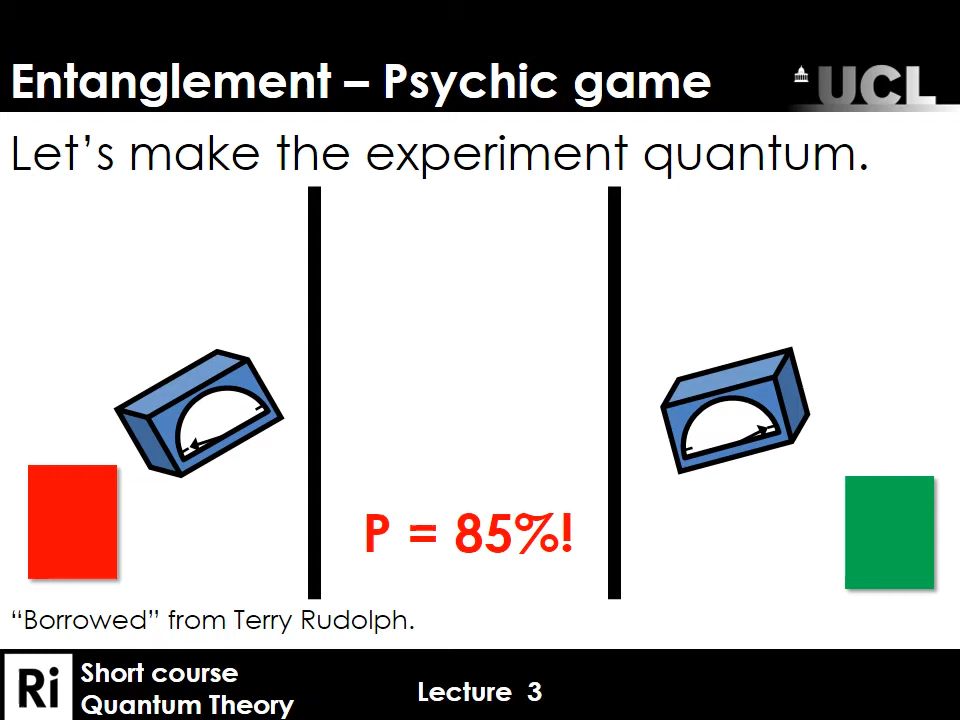 Entanglement – Psychic game
UCL
Let's make the experiment quantum.
P = 85%!
“Borrowed” from Terry Rudolph.
Ri
Short course
Quantum Theory
Lecture 3